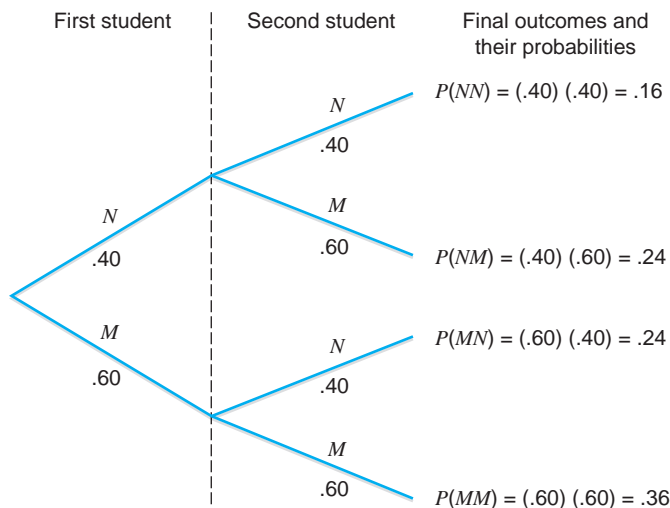 First student
Second student
Final outcomes and
their probabilities
N
.40
P(NN) = (.40) (.40) = .16
M
.60
P(NM) = (.40) (.60) = .24
N
.40
M
.60
N
.40
P(MN) = (.60) (.40) = .24
M
.60
P(MM) = (.60) (.60) = .36